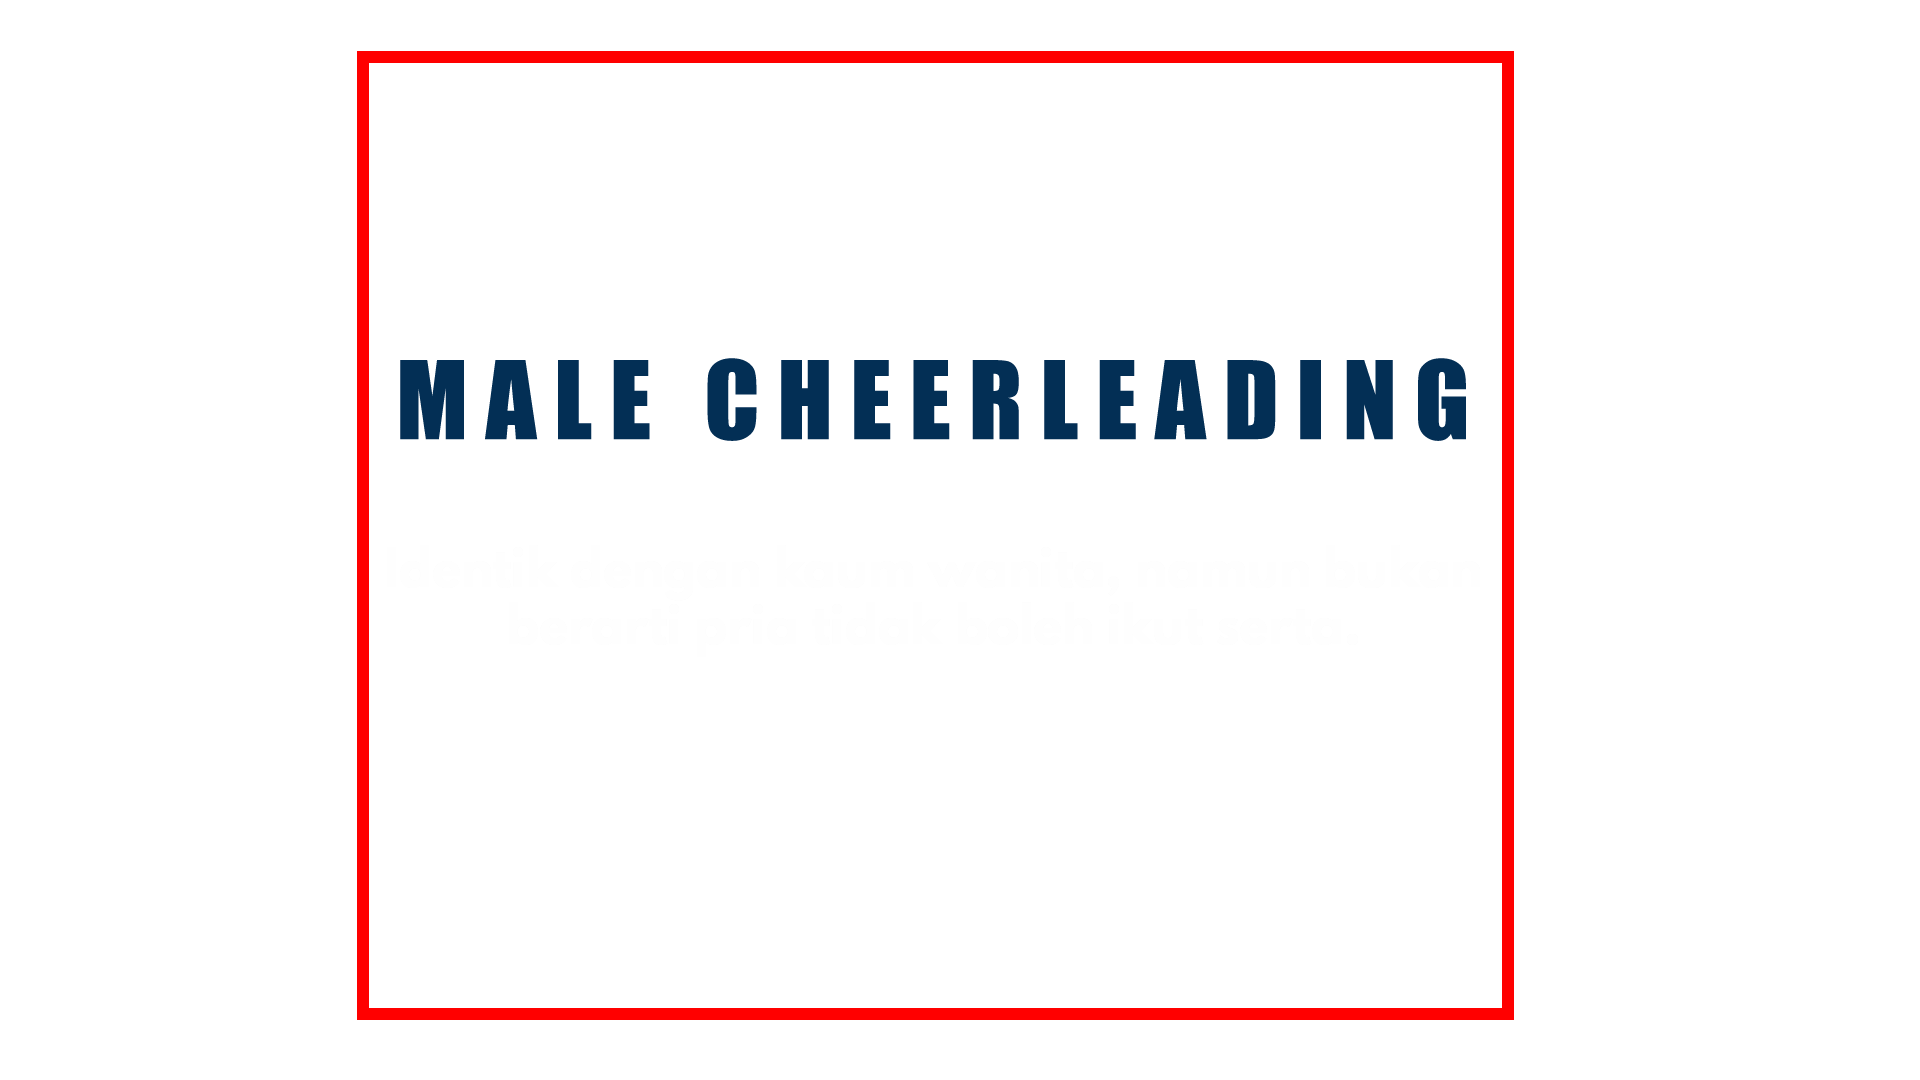 MALE CHEERLEADING
Identik dengan kaum wanita, namun bukan
berarti pria tidak boleh ikut serta.